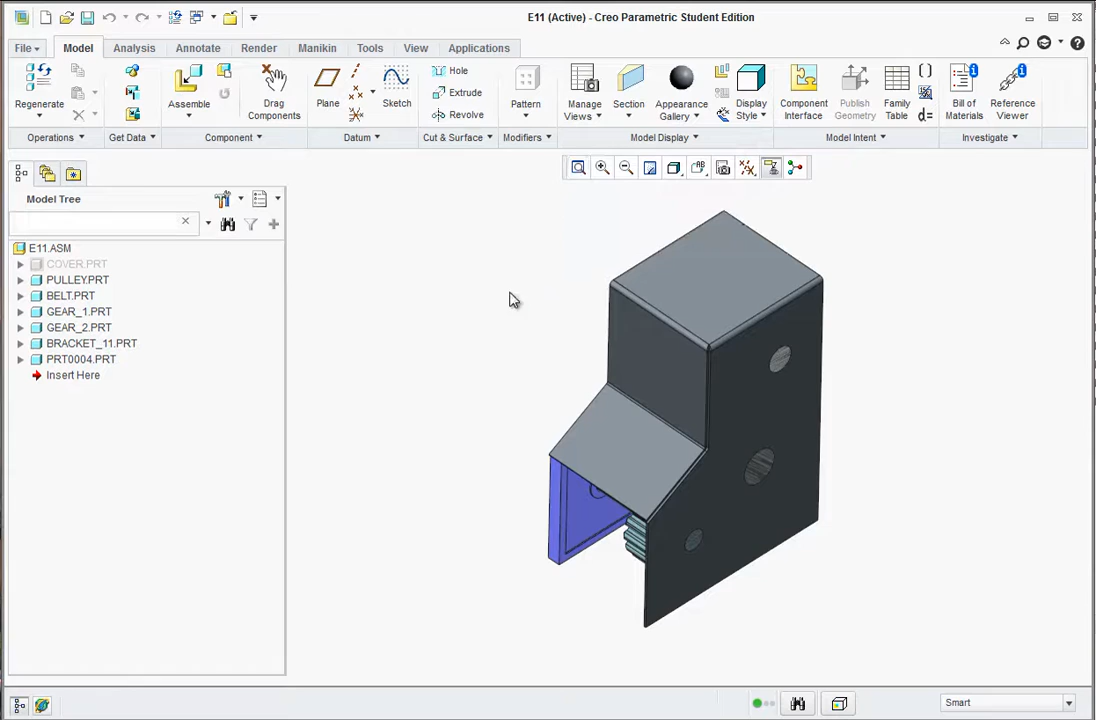 E11 (Active) - Creo Parametric Student Edition
File Model Analysis Annotate Render Manikin Tools View Applications
Regenerate
Assemble
Drag Components
Plane
Sketch
Hole
Extrude
Revolve
Pattern
Manage Views
Section
Appearance Gallery
Display Style
Component Interface
Publish Geometry
Family Table
d=
Bill of Materials
Reference Viewer
Operations Get Data Component Datum Cut & Surface Modifiers Model Display Model Intent Investigate
Model Tree
E11.ASM
COVER.PRT
PULLEY.PRT
BELT.PRT
GEAR_1.PRT
GEAR_2.PRT
BRACKET_11.PRT
PRT0004.PRT
Insert Here
Smart